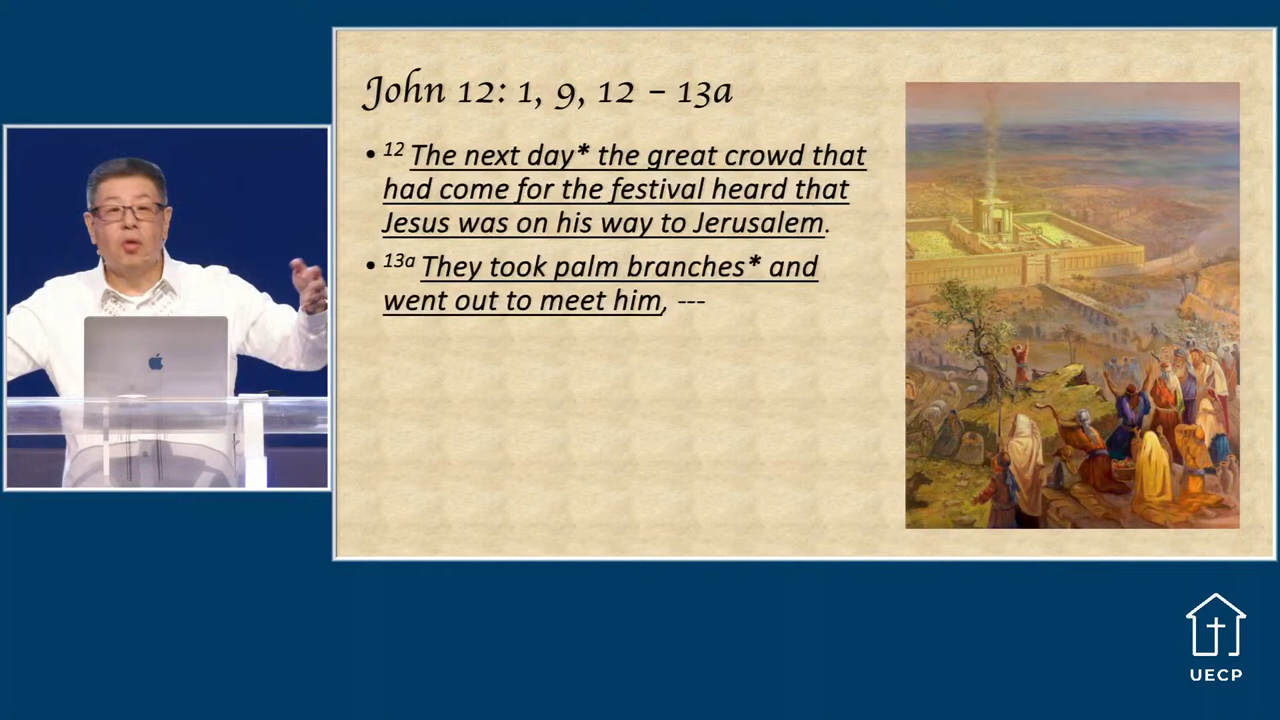 John 12: 1, 9, 12 – 13a
• 12 The next day* the great crowd that
had come for the festival heard that
Jesus was on his way to Jerusalem.
• 13a They took palm branches* and
went out to meet him, ---
UECP